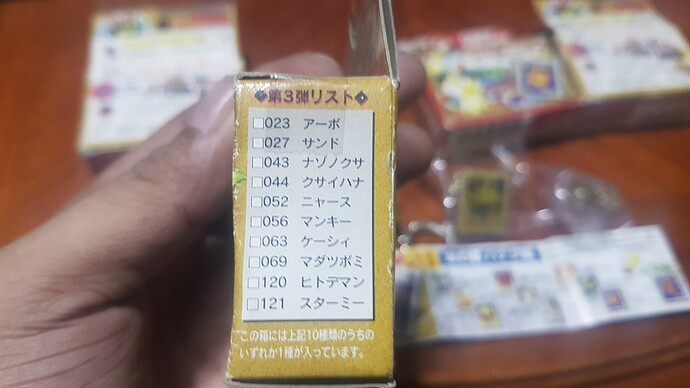 ◆第3弾リスト◆
□023 アーボ
□027 サンド
□043 ナゾノクサ
□044 クサイハナ
□052 ニャース
□056 マンキー
□063 ケーシィ
□069 マダツボミ
□120 ヒトデマン
□121 スターミー
この箱には上記10種類のうちの
いずれか1種が入っています。